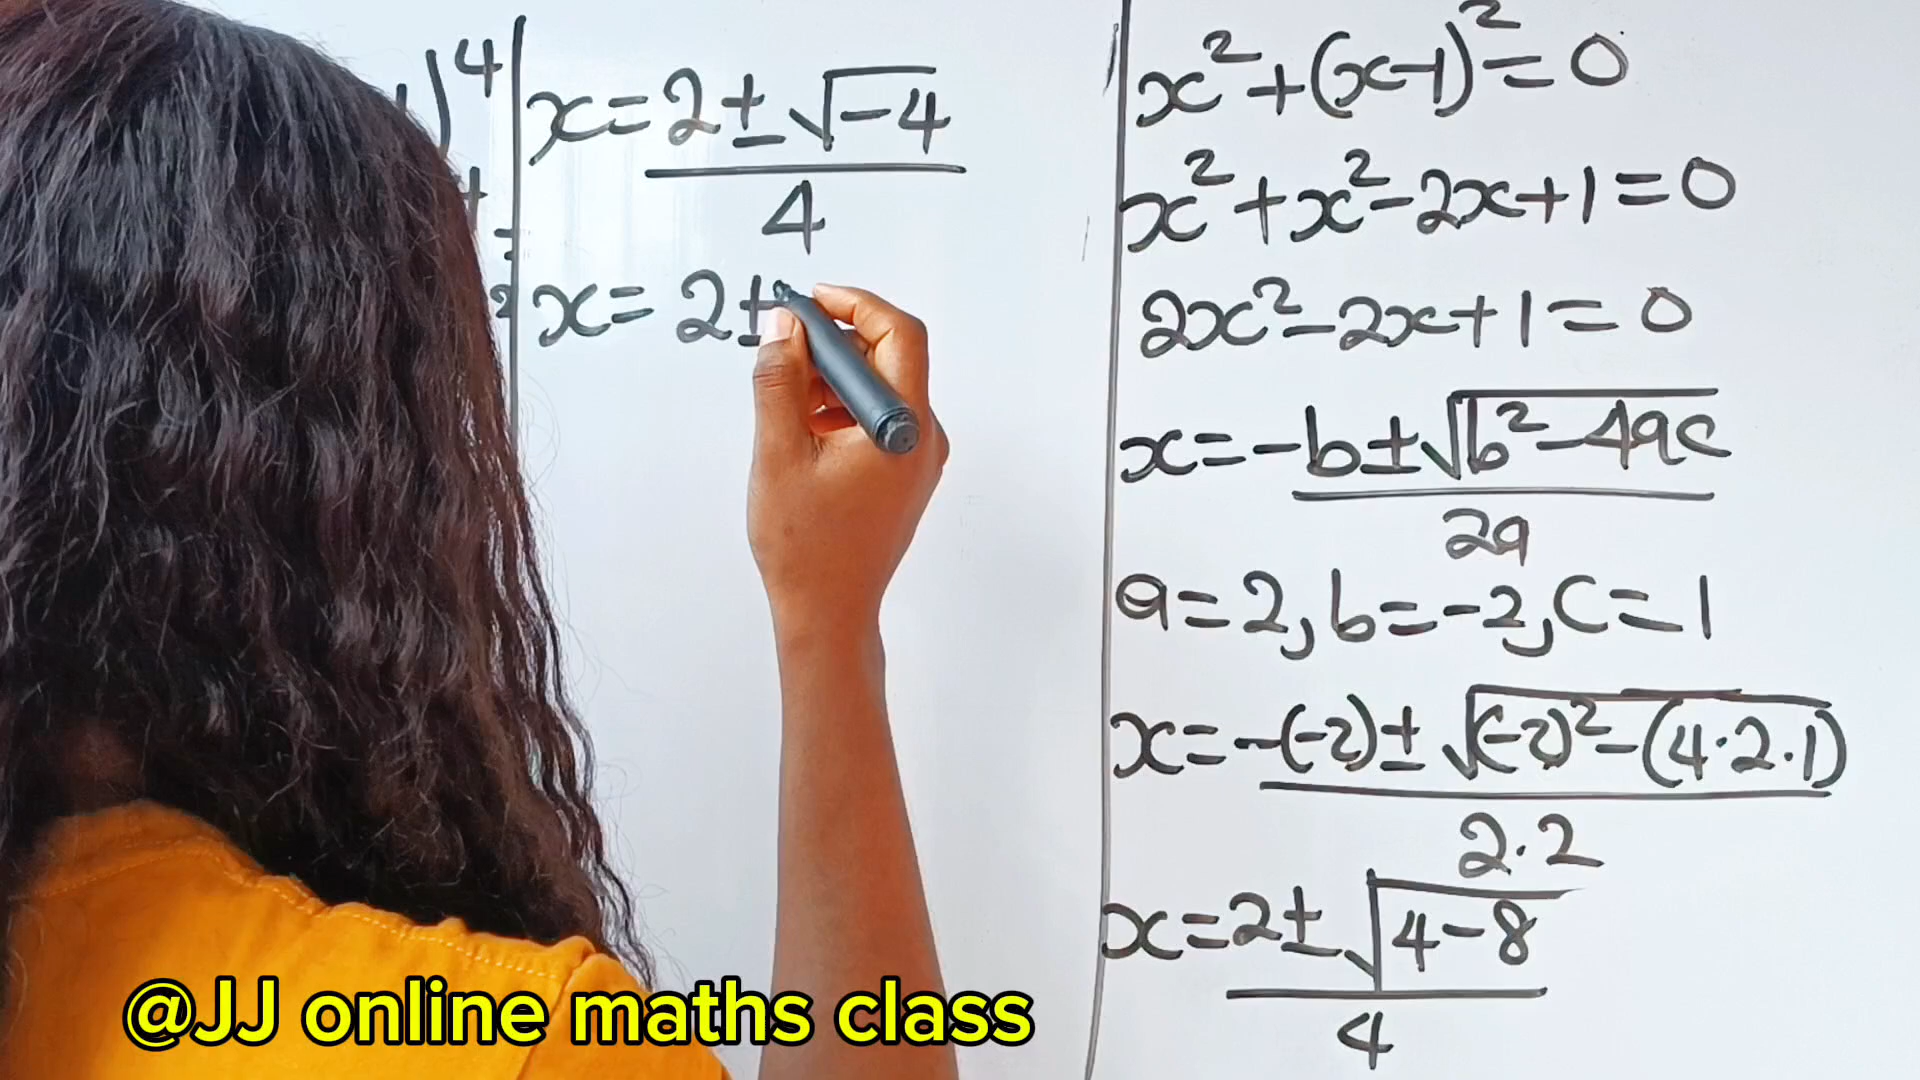 )^4
x = (2 ± √-4)/4
x = 2 ±
x² + (x-1)² = 0
x² + x² - 2x + 1 = 0
2x² - 2x + 1 = 0
x = (-b ± √(b² - 4ac))/2a
a = 2, b = -2, c = 1
x = (-(-2) ± √((-2)² - (4·2·1)))/2·2
x = (2 ± √(4-8))/4
@JJ online maths class